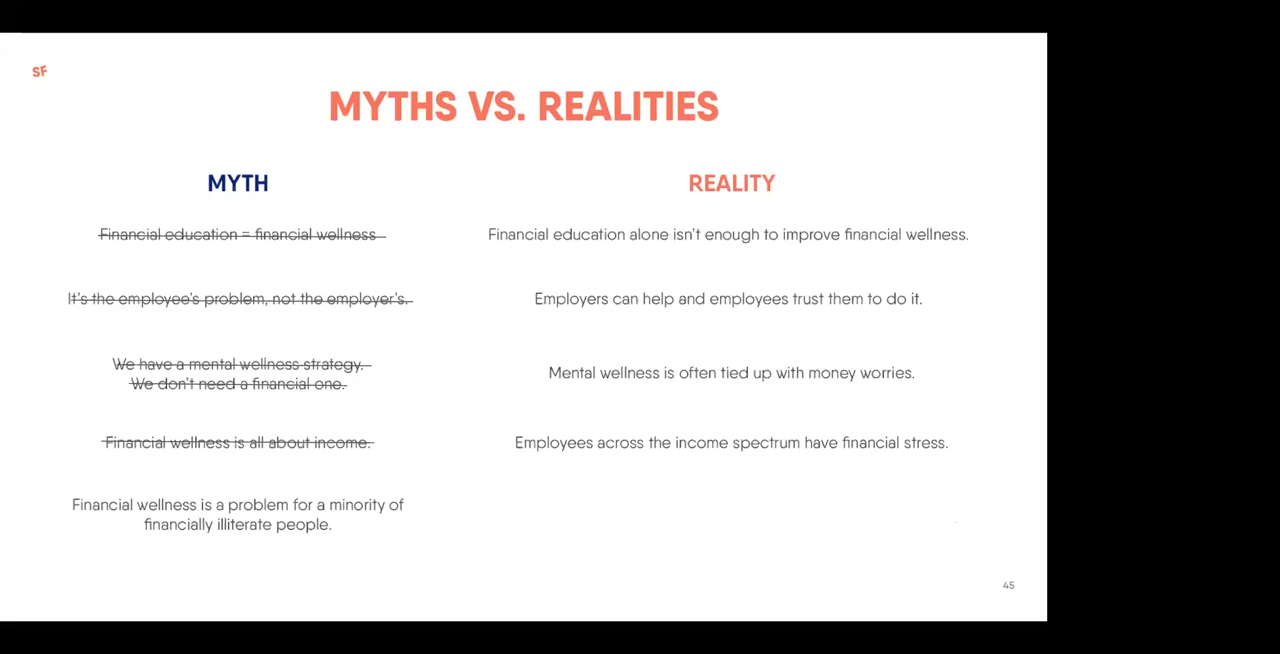 SF
MYTHS VS. REALITIES
MYTH
REALITY
Financial education = financial wellness
Financial education alone isn't enough to improve financial wellness.
It's the employee's problem, not the employer's.
Employers can help and employees trust them to do it.
We have a mental wellness strategy.
We don't need a financial one.
Mental wellness is often tied up with money worries.
Financial wellness is all about income.
Employees across the income spectrum have financial stress.
Financial wellness is a problem for a minority of
financially illiterate people.
45